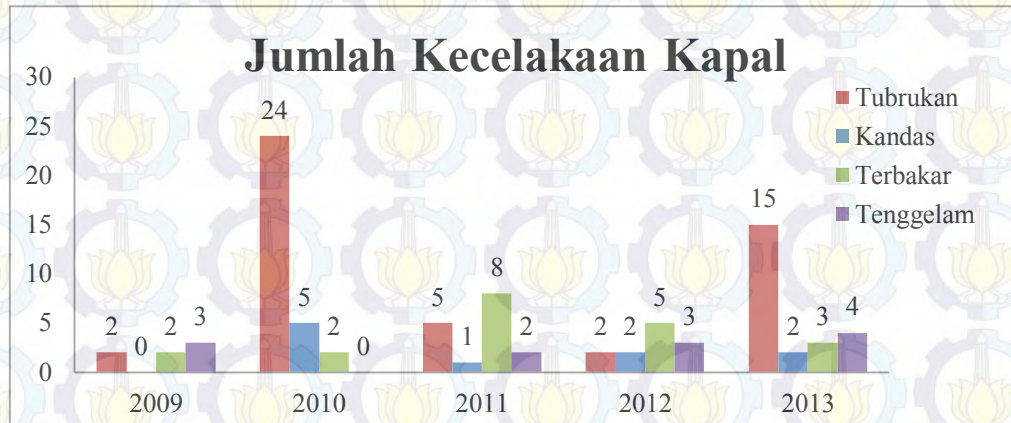 Jumlah Kecelakaan Kapal
30
25
20
15
10
5
0
Tubrukan
Kandas
Terbakar
Tenggelam
2 0 2 3
24 5 2 0
5 1 8 2
2 2 5 3
15 2 3 4
2009 2010 2011 2012 2013